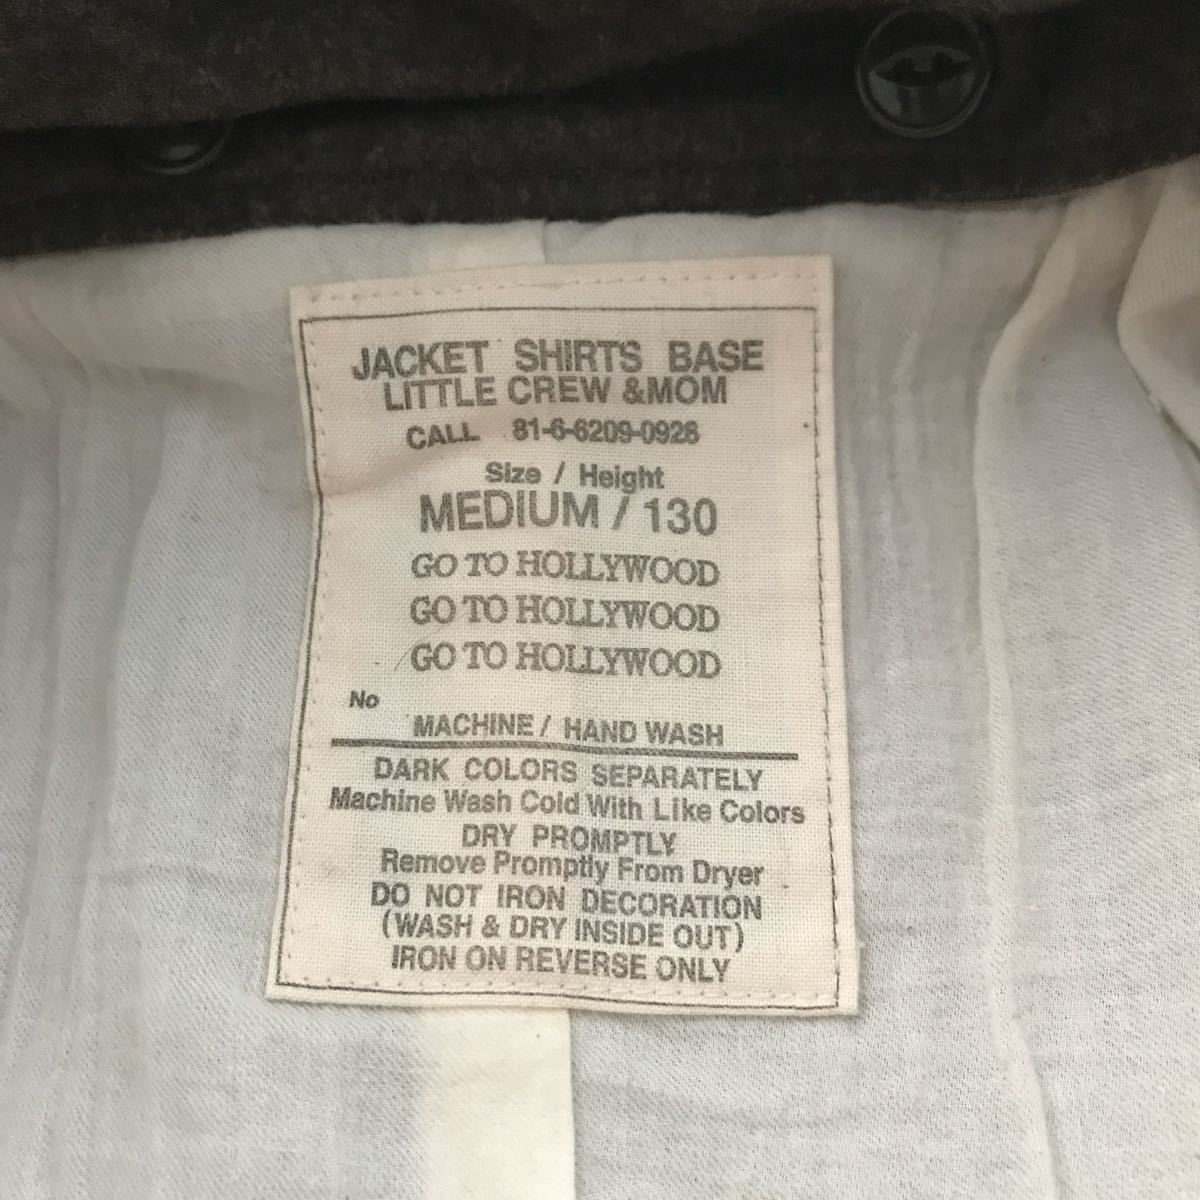 JACKET SHIRTS BASE
LITTLE CREW &MOM
CALL 81-6-6209-0928
Size / Height
MEDIUM / 130
GO TO HOLLYWOOD
GO TO HOLLYWOOD
GO TO HOLLYWOOD
No
MACHINE / HAND WASH
DARK COLORS SEPARATELY
Machine Wash Cold With Like Colors
DRY PROMPTLY
Remove Promptly From Dryer
DO NOT IRON DECORATION
(WASH & DRY INSIDE OUT)
IRON ON REVERSE ONLY